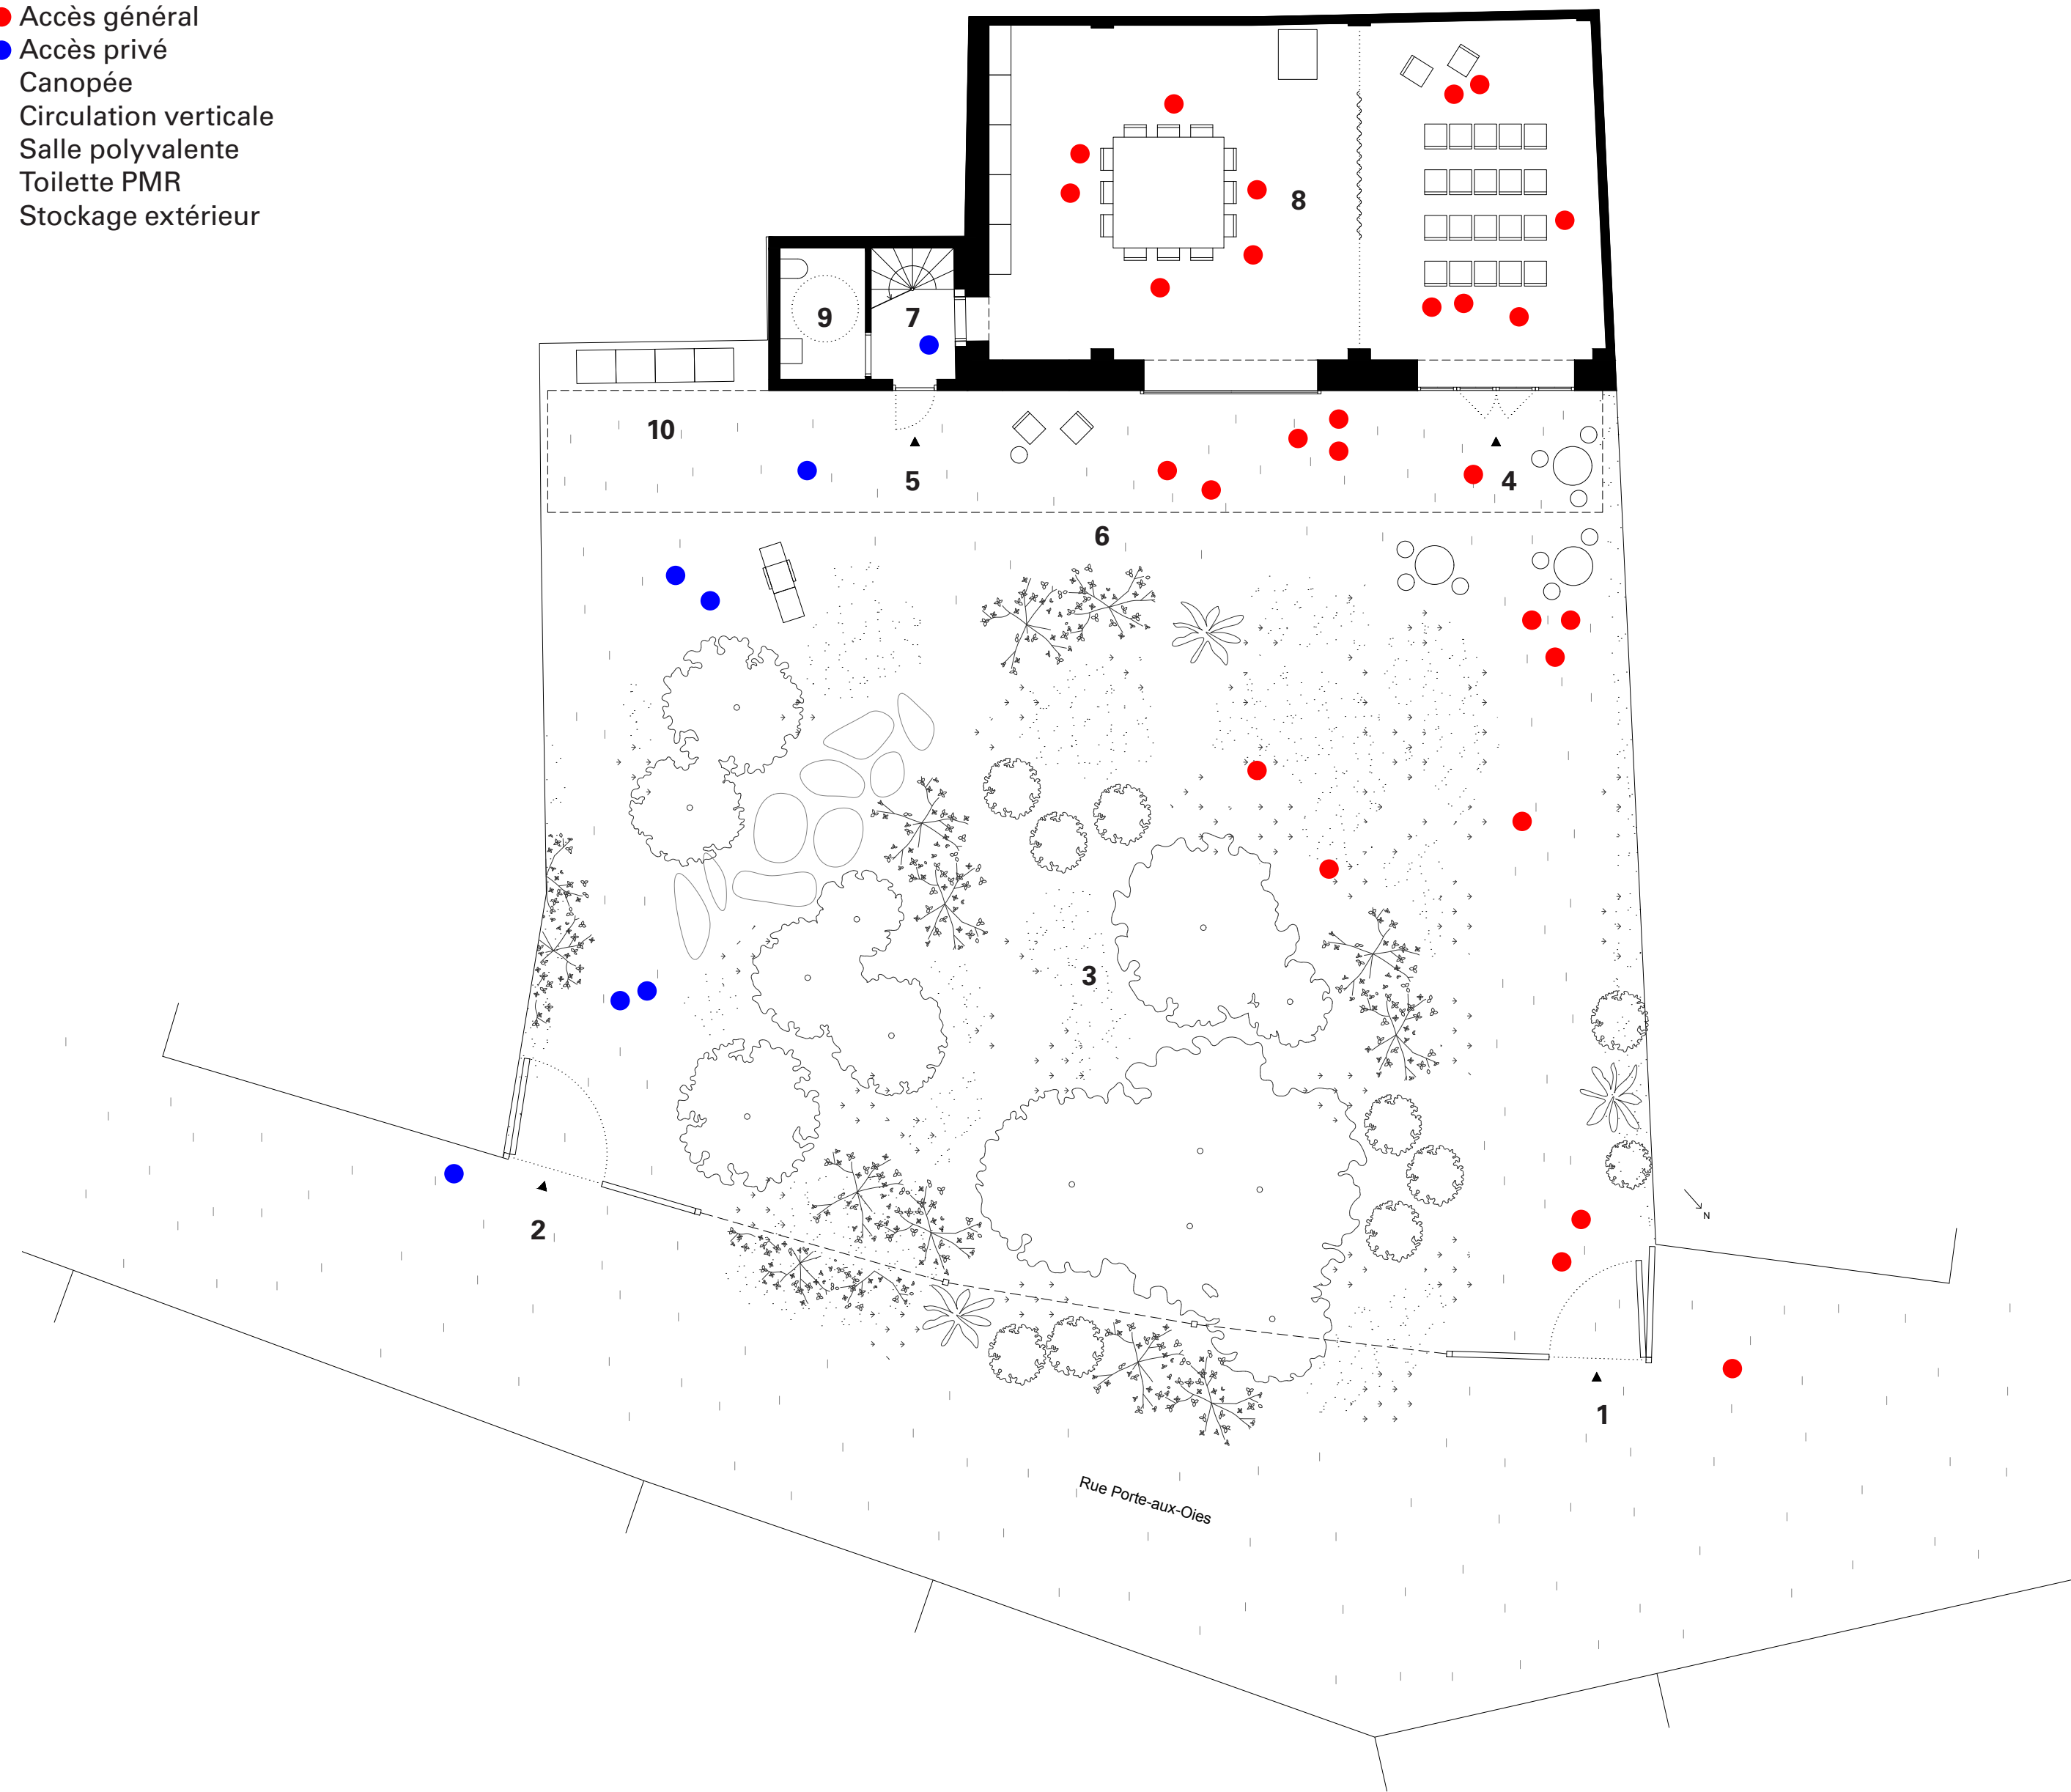 Accès général
Accès privé
Canopée
Circulation verticale
Salle polyvalente
Toilette PMR
Stockage extérieur
8
9
7
10
5
4
6
3
2
N
1
Rue Porte-aux-Oies